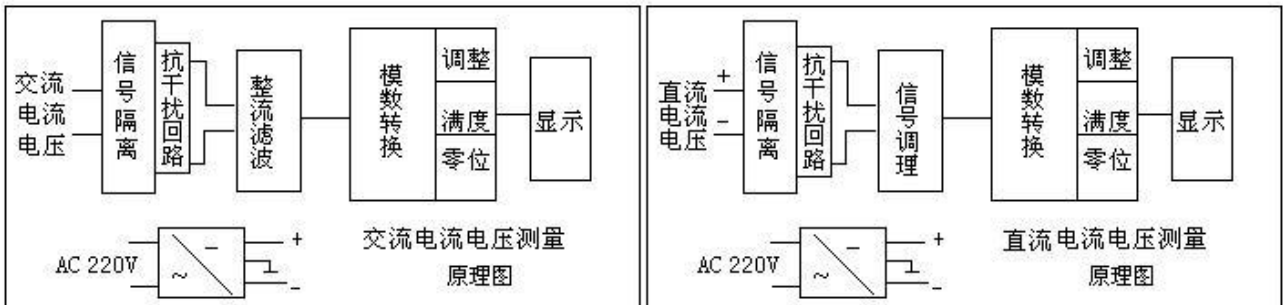 交流
电流
电压
信号隔离
抗干扰回路
整流滤波
模数转换
调整
满度
零位
显示
AC 220V
~
−
+
−
交流电流电压测量
原理图
直流
电流
电压
+
−
信号隔离
抗干扰回路
信号调理
模数转换
调整
满度
零位
显示
AC 220V
~
−
+
−
直流电流电压测量
原理图